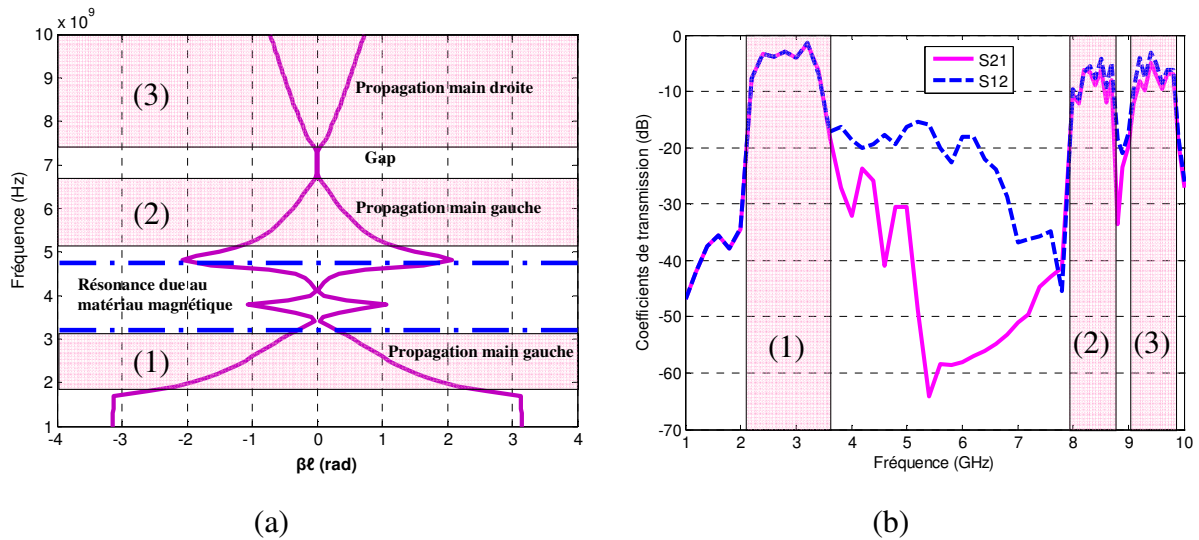 x 10^9
10
9
8
7
6
5
4
3
2
1
Fréquence (Hz)
(3)
Propagation main droite
Gap
(2)
Propagation main gauche
Résonance due au
matériau magnétique
(1)
Propagation main gauche
-4 -3 -2 -1 0 1 2 3 4
βℓ (rad)
(a)
0
-10
-20
-30
-40
-50
-60
-70
Coefficients de transmission (dB)
S21
S12
(1)
(2)
(3)
1 2 3 4 5 6 7 8 9 10
Fréquence (GHz)
(b)